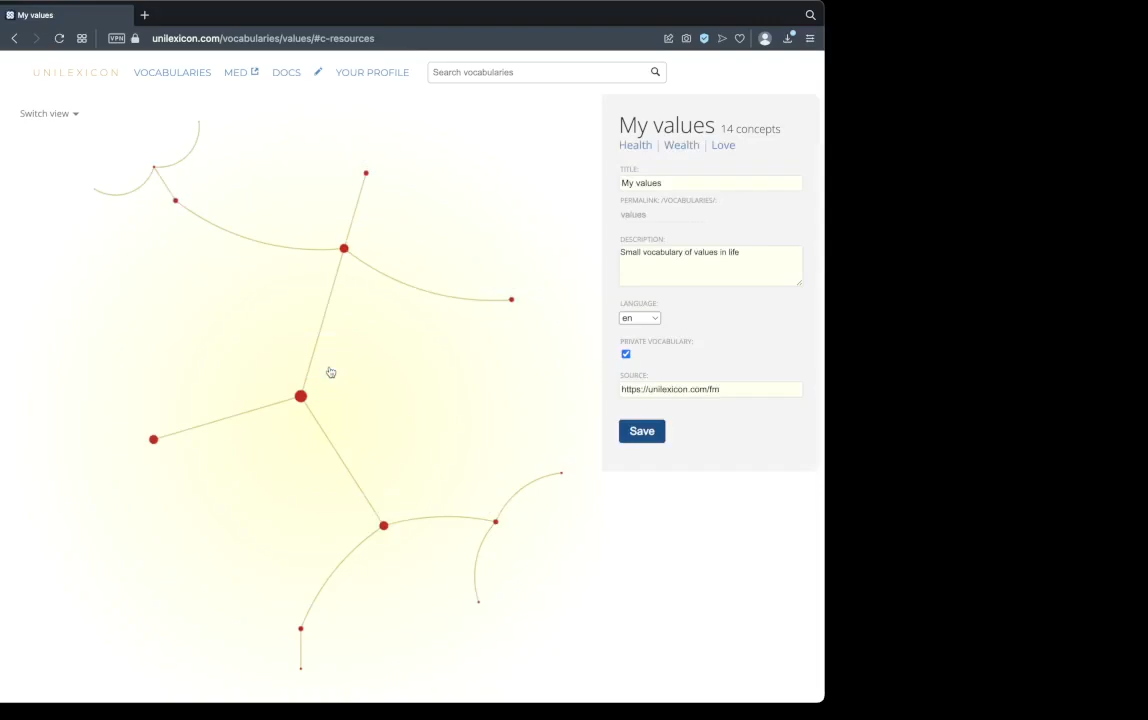 My values
VPN unilexicon.com/vocabularies/values/#c-resources
UNILEXICON VOCABULARIES MED DOCS YOUR PROFILE Search vocabularies
Switch view
My values 14 concepts
Health | Wealth | Love
TITLE:
My values
PERMALINK: /VOCABULARIES/:
values
DESCRIPTION:
Small vocabulary of values in life
LANGUAGE:
en
PRIVATE VOCABULARY:
SOURCE:
https://unilexicon.com/fm
Save